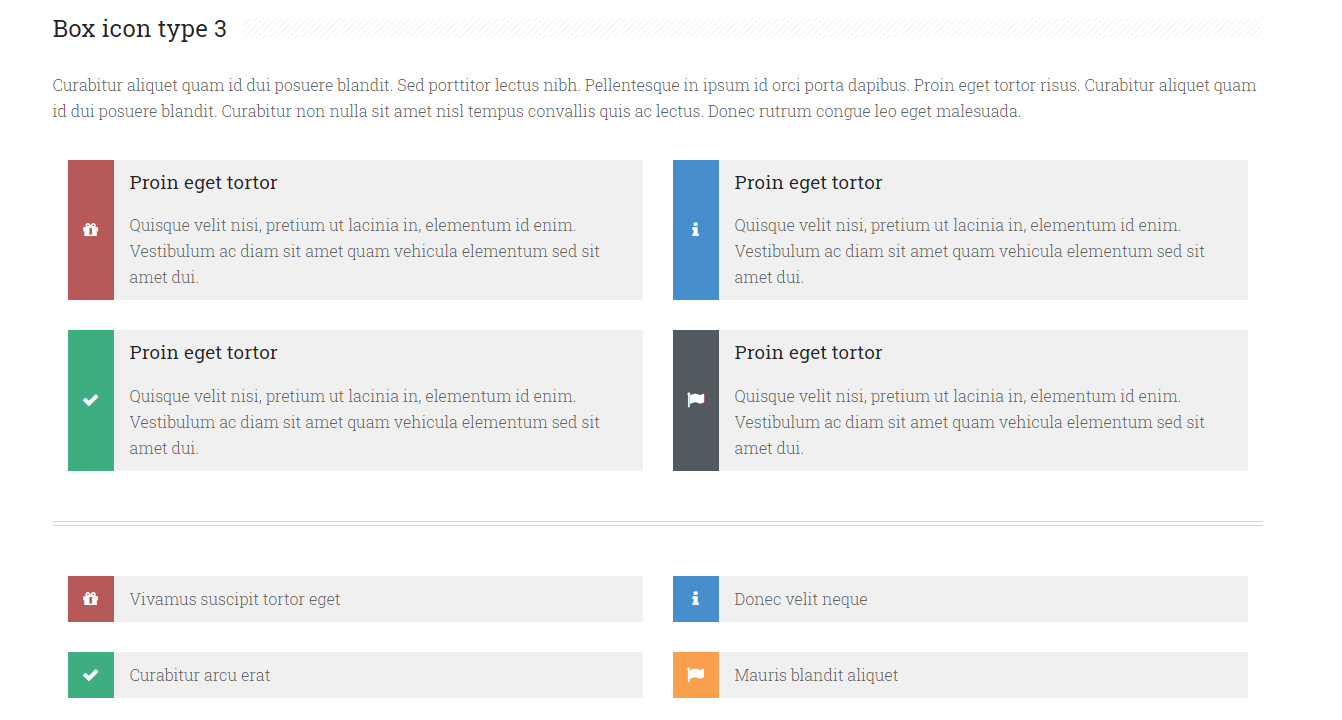 Box icon type 3
Curabitur aliquet quam id dui posuere blandit. Sed porttitor lectus nibh. Pellentesque in ipsum id orci porta dapibus. Proin eget tortor risus. Curabitur aliquet quam
id dui posuere blandit. Curabitur non nulla sit amet nisl tempus convallis quis ac lectus. Donec rutrum congue leo eget malesuada.
Proin eget tortor
Quisque velit nisi, pretium ut lacinia in, elementum id enim.
Vestibulum ac diam sit amet quam vehicula elementum sed sit
amet dui.
Proin eget tortor
Quisque velit nisi, pretium ut lacinia in, elementum id enim.
Vestibulum ac diam sit amet quam vehicula elementum sed sit
amet dui.
Proin eget tortor
Quisque velit nisi, pretium ut lacinia in, elementum id enim.
Vestibulum ac diam sit amet quam vehicula elementum sed sit
amet dui.
Proin eget tortor
Quisque velit nisi, pretium ut lacinia in, elementum id enim.
Vestibulum ac diam sit amet quam vehicula elementum sed sit
amet dui.
Vivamus suscipit tortor eget
Donec velit neque
Curabitur arcu erat
Mauris blandit aliquet